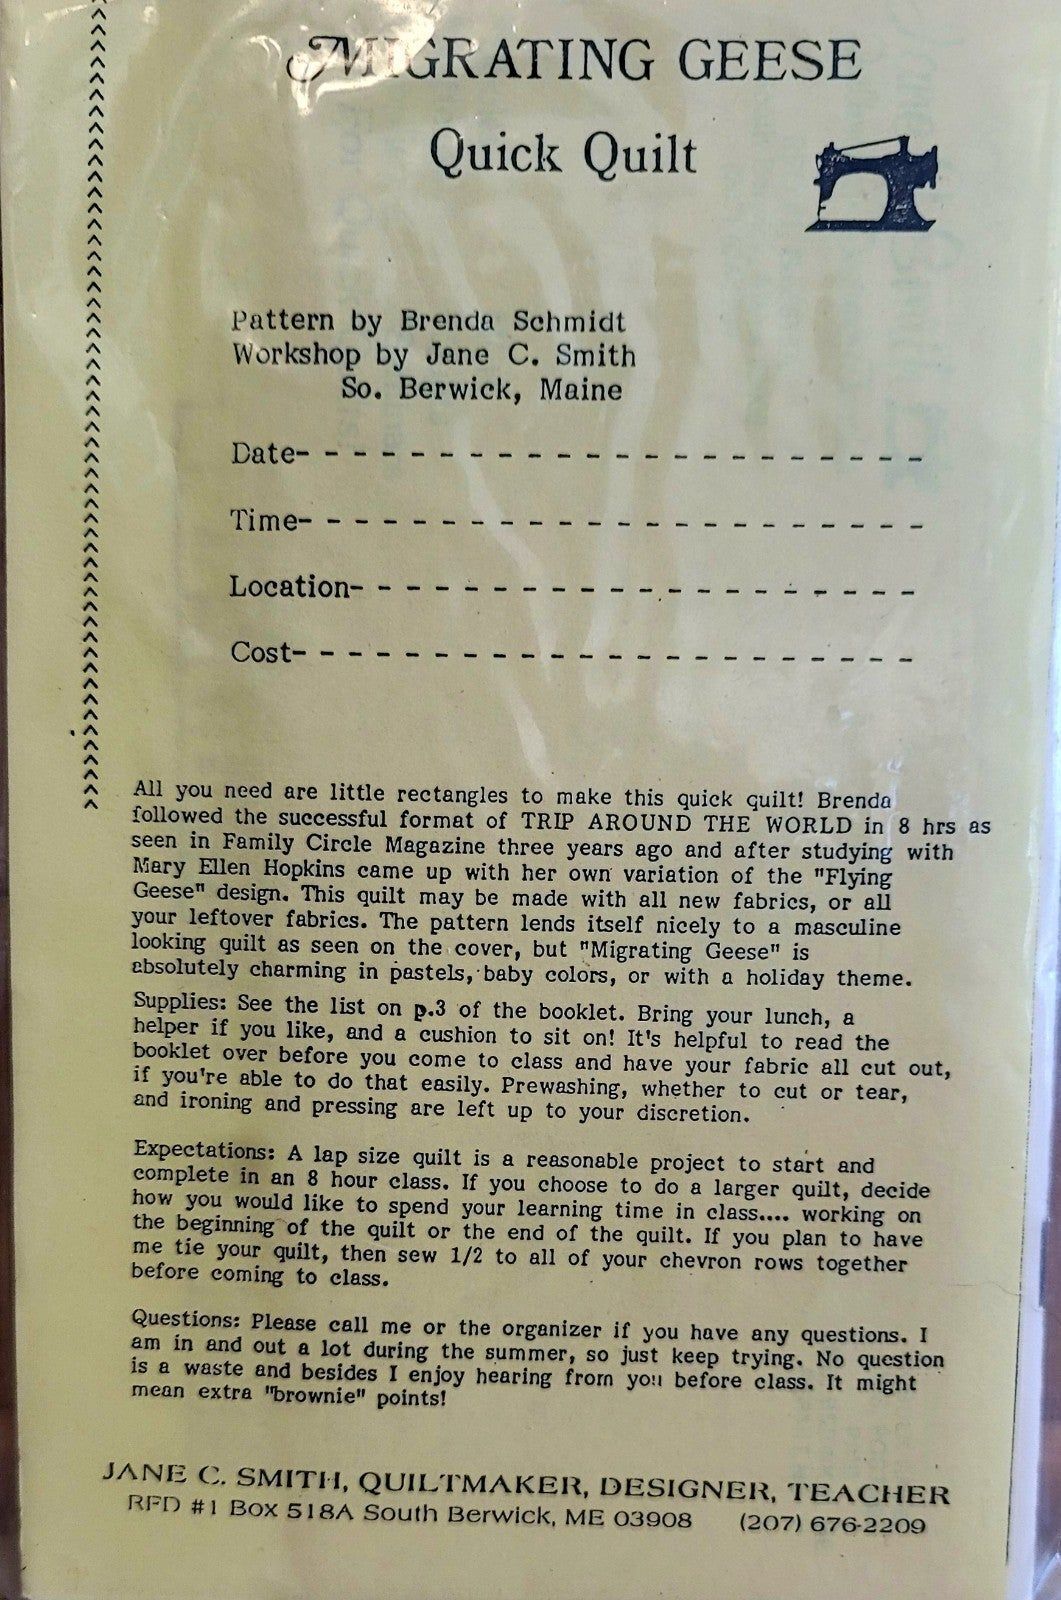 MIGRATING GEESE
Quick Quilt
Pattern by Brenda Schmidt
Workshop by Jane C. Smith
So. Berwick, Maine
Date- - - - - - - - - - - - - - - - - - - - - -
Time- - - - - - - - - - - - - - - - - - - - - -
Location- - - - - - - - - - - - - - - - - - - -
Cost- - - - - - - - - - - - - - - - - - - - - -
All you need are little rectangles to make this quick quilt! Brenda
followed the successful format of TRIP AROUND THE WORLD in 8 hrs as
seen in Family Circle Magazine three years ago and after studying with
Mary Ellen Hopkins came up with her own variation of the "Flying
Geese" design. This quilt may be made with all new fabrics, or all
your leftover fabrics. The pattern lends itself nicely to a masculine
looking quilt as seen on the cover, but "Migrating Geese" is
absolutely charming in pastels, baby colors, or with a holiday theme.
Supplies: See the list on p.3 of the booklet. Bring your lunch, a
helper if you like, and a cushion to sit on! It's helpful to read the
booklet over before you come to class and have your fabric all cut out,
if you're able to do that easily. Prewashing, whether to cut or tear,
and ironing and pressing are left up to your discretion.
Expectations: A lap size quilt is a reasonable project to start and
complete in an 8 hour class. If you choose to do a larger quilt, decide
how you would like to spend your learning time in class.... working on
the beginning of the quilt or the end of the quilt. If you plan to have
me tie your quilt, then sew 1/2 to all of your chevron rows together
before coming to class.
Questions: Please call me or the organizer if you have any questions. I
am in and out a lot during the summer, so just keep trying. No question
is a waste and besides I enjoy hearing from you before class. It might
mean extra "brownie" points!
JANE C. SMITH, QUILTMAKER, DESIGNER, TEACHER
RFD #1 Box 518A South Berwick, ME 03908 (207) 676-2209